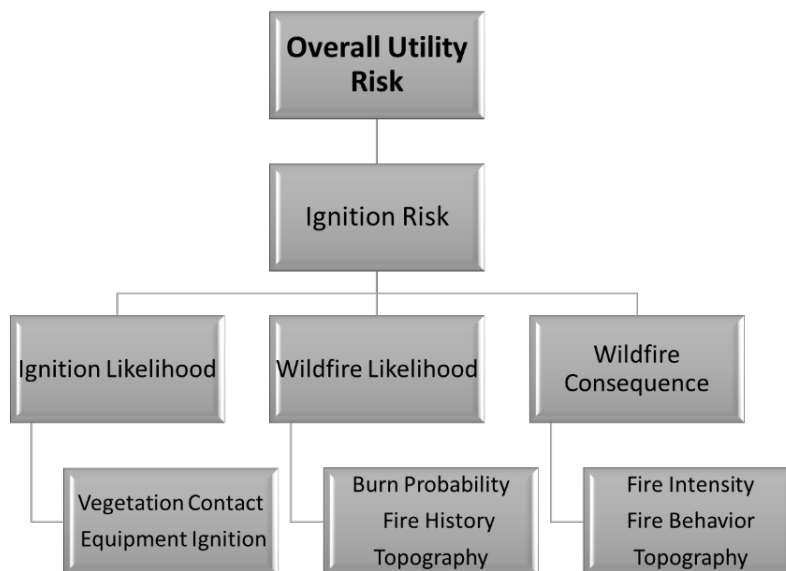 Overall Utility
Risk
Ignition Risk
Ignition Likelihood
Wildfire Likelihood
Wildfire
Consequence
Vegetation Contact
Equipment Ignition
Burn Probability
Fire History
Topography
Fire Intensity
Fire Behavior
Topography